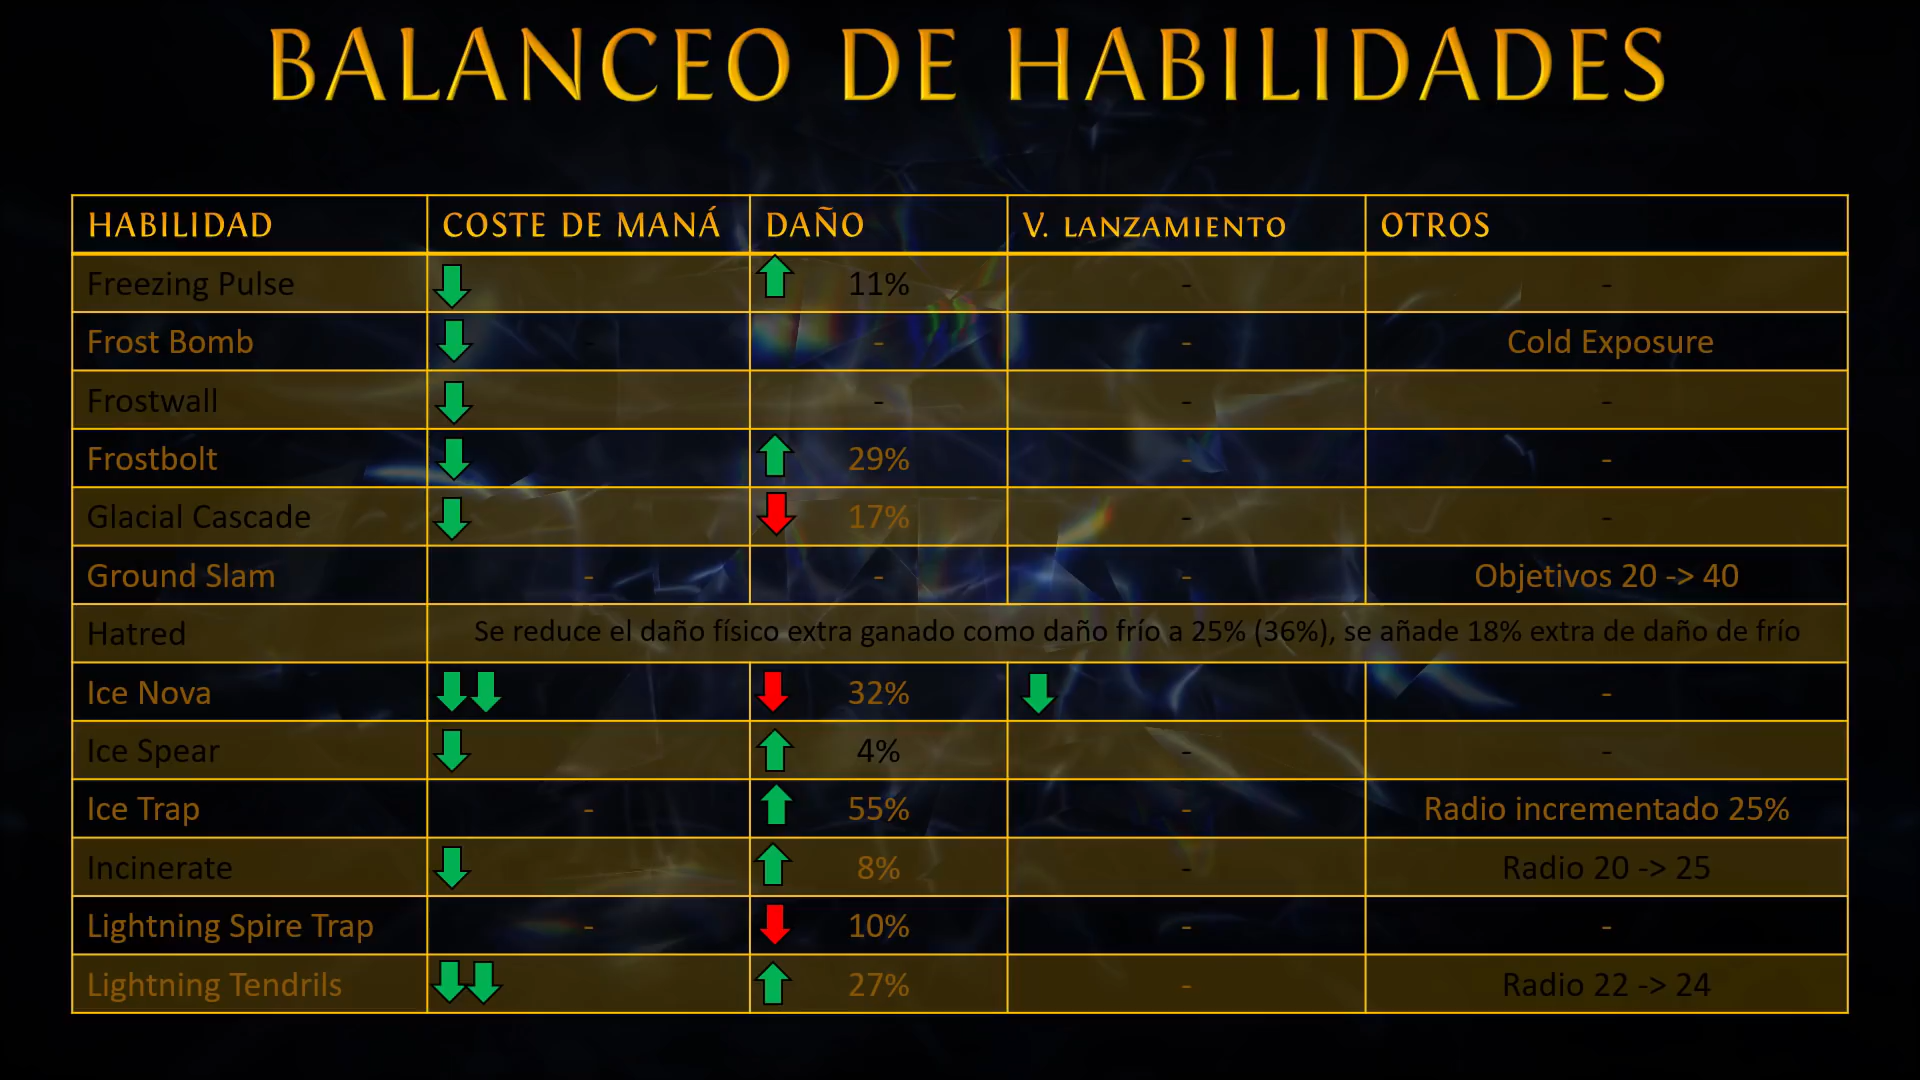 BALANCEO DE HABILIDADES
HABILIDAD COSTE DE MANÁ DAÑO V. LANZAMIENTO OTROS
Freezing Pulse 11% - -
Frost Bomb - - - Cold Exposure
Frostwall - - -
Frostbolt 29% - -
Glacial Cascade 17% - -
Ground Slam - - - Objetivos 20 -> 40
Hatred Se reduce el daño físico extra ganado como daño frío a 25% (36%), se añade 18% extra de daño de frío
Ice Nova 32% -
Ice Spear 4% - -
Ice Trap - 55% - Radio incrementado 25%
Incinerate 8% - Radio 20 -> 25
Lightning Spire Trap - 10% - -
Lightning Tendrils 27% - Radio 22 -> 24